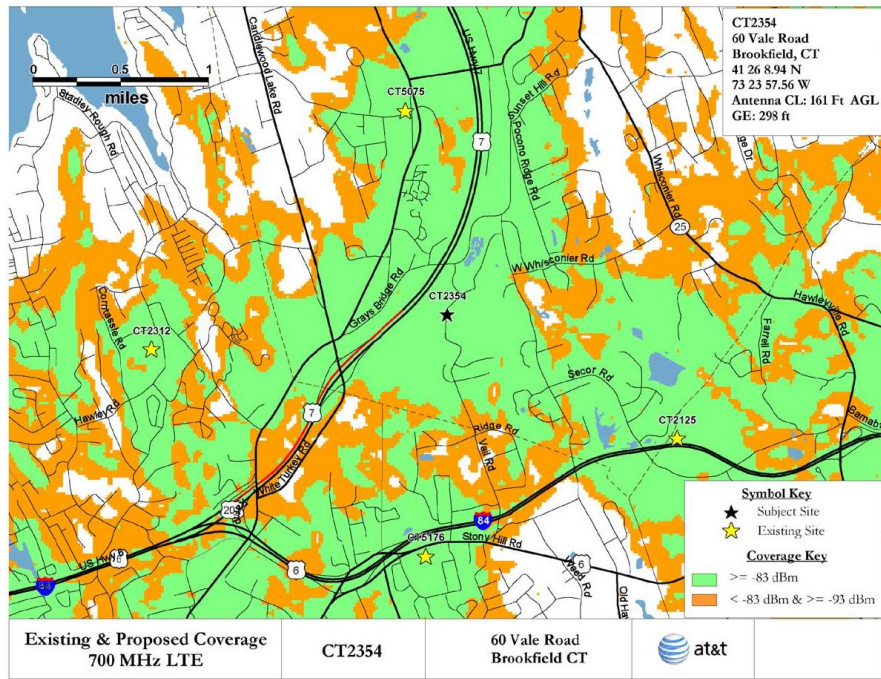 CT2354
60 Vale Road
Brookfield, CT
41 26 8.94 N
73 23 57.56 W
Antenna CL: 161 Ft AGL
GE: 298 ft
0
0.5
1
miles
Candlewood Lake Rd
US Hwy 7
Stadley Rough Rd
CT5075
Sunset Hill Rd
7
Pocono Ridge Rd
Whisconier Rd
25
W Whisconier Rd
Grays Bridge Rd
CT2354
Hawleyville Rd
Cornassle Rd
CT2312
Farrell Rd
Secor Rd
Hawley Rd
7
Ridge Rd
CT2125
White Turkey Rd
Vail Rd
84
Stony Hill Rd
CT5176
US Hwy 6
6
6
Weed Rd
Symbol Key
Subject Site
Existing Site
Coverage Key
>= -83 dBm
< -83 dBm & >= -93 dBm
Existing & Proposed Coverage
700 MHz LTE
CT2354
60 Vale Road
Brookfield CT
at&t